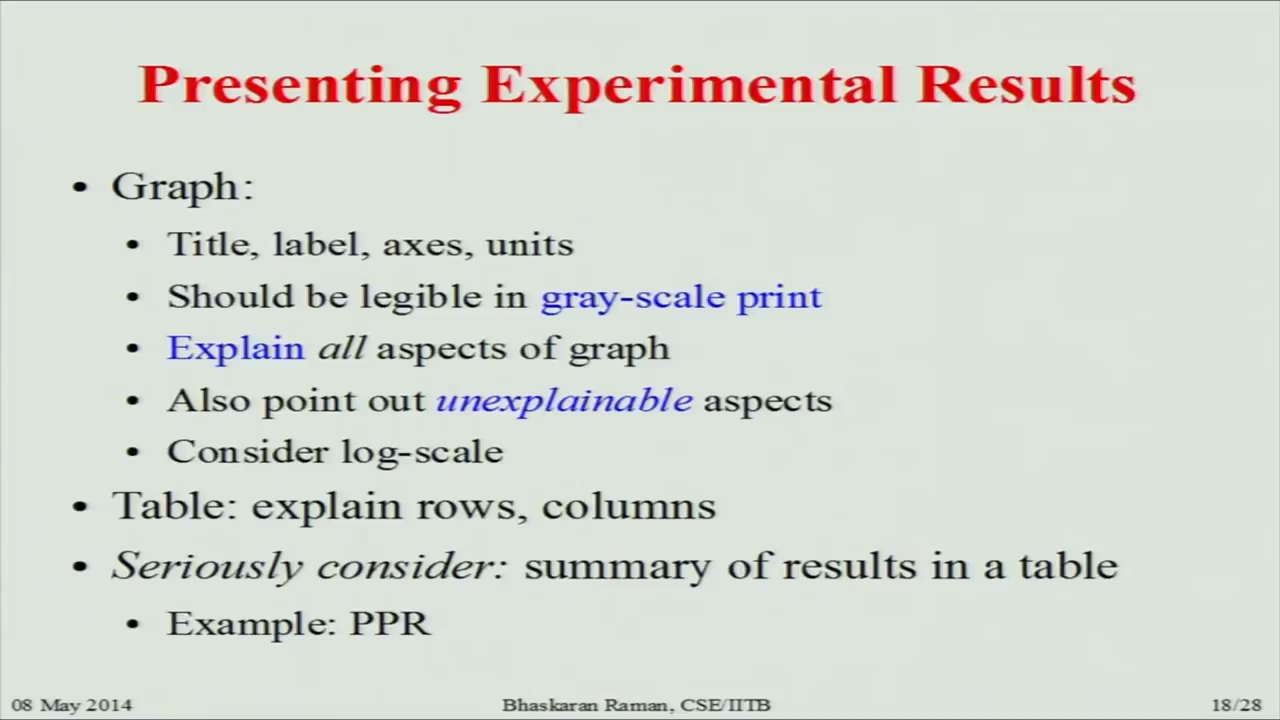 Presenting Experimental Results
• Graph:
• Title, label, axes, units
• Should be legible in gray-scale print
• Explain all aspects of graph
• Also point out unexplainable aspects
• Consider log-scale
• Table: explain rows, columns
• Seriously consider: summary of results in a table
• Example: PPR
08 May 2014
Bhaskaran Raman, CSE/IITB
18/28